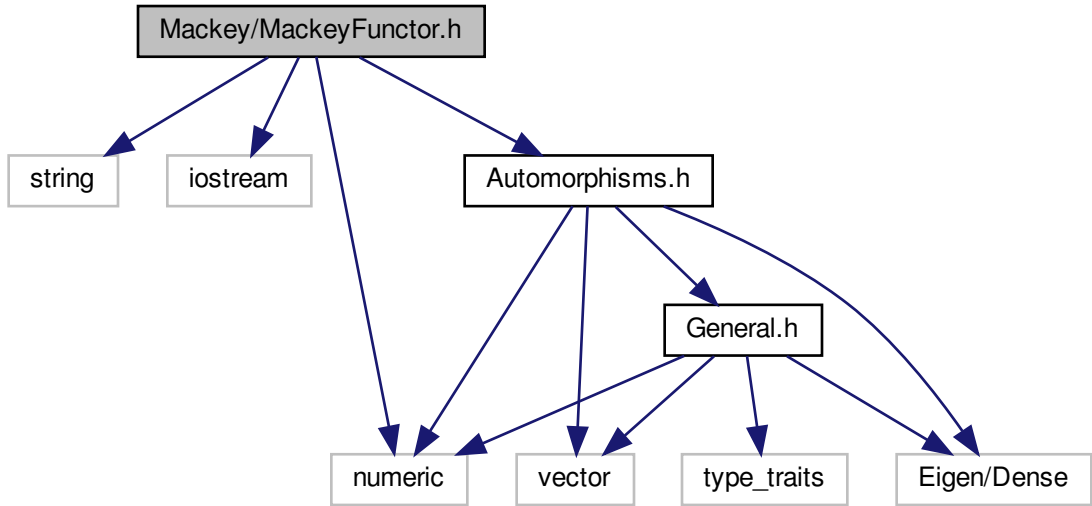 Mackey/MackeyFunctor.h
string
iostream
Automorphisms.h
General.h
numeric
vector
type_traits
Eigen/Dense